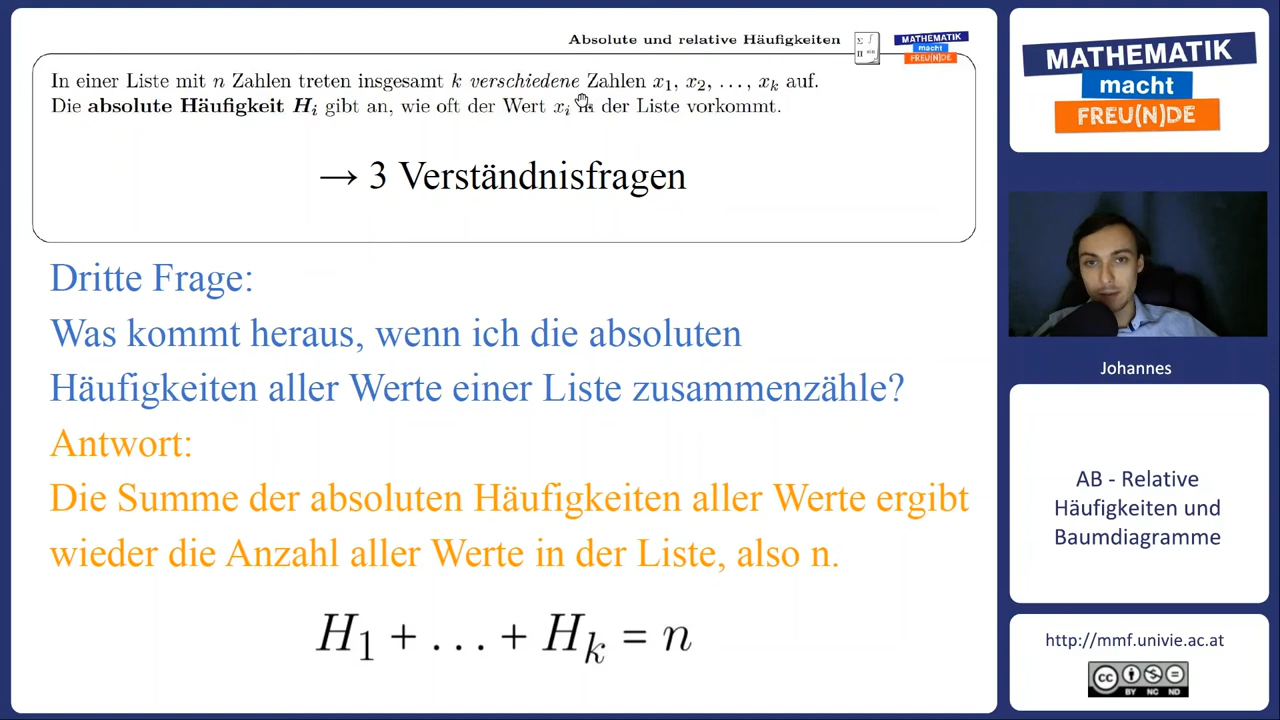 Absolute und relative Häufigkeiten
MATHEMATIK
macht
FREU(N)DE
In einer Liste mit n Zahlen treten insgesamt k verschiedene Zahlen x₁, x₂, ..., xₖ auf.
Die absolute Häufigkeit Hᵢ gibt an, wie oft der Wert xᵢ in der Liste vorkommt.
→ 3 Verständnisfragen
Dritte Frage:
Was kommt heraus, wenn ich die absoluten
Häufigkeiten aller Werte einer Liste zusammenzähle?
Antwort:
Die Summe der absoluten Häufigkeiten aller Werte ergibt
wieder die Anzahl aller Werte in der Liste, also n.
H₁ + ... + Hₖ = n
MATHEMATIK
macht
FREU(N)DE
Johannes
AB - Relative
Häufigkeiten und
Baumdiagramme
http://mmf.univie.ac.at
cc
BY NC ND